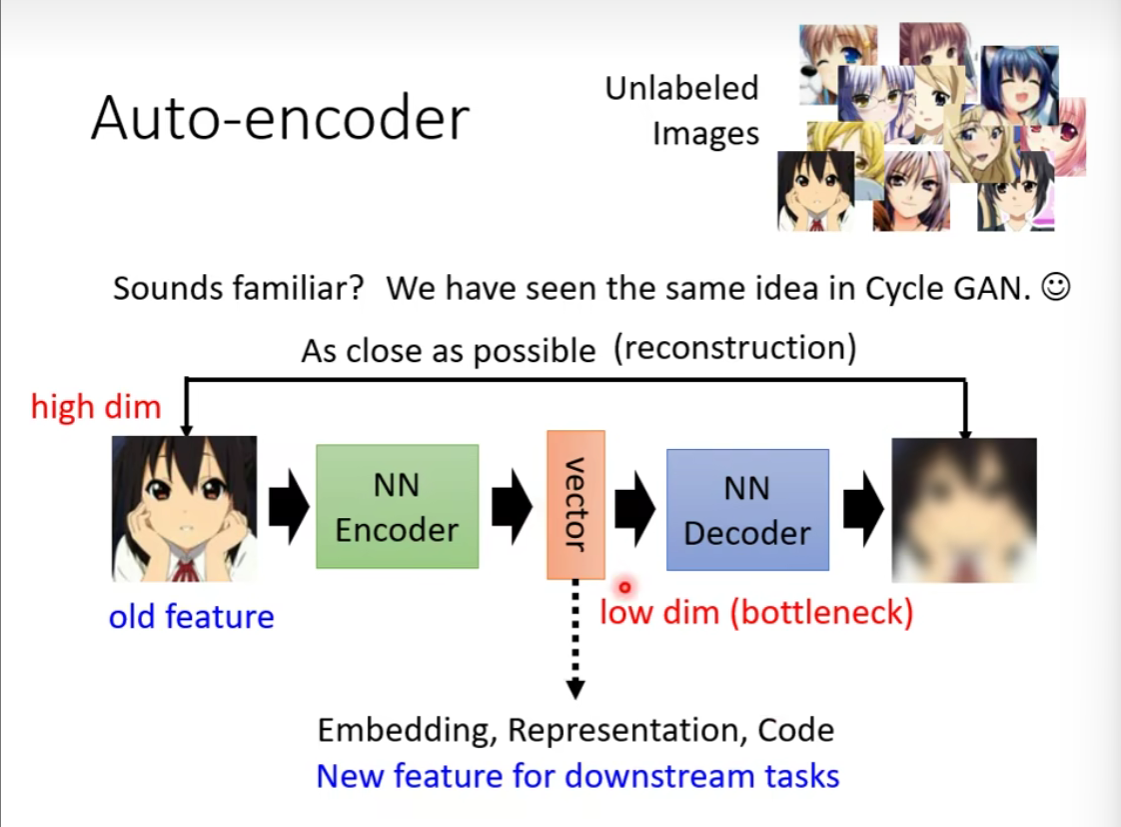 Auto-encoder
Unlabeled
Images
Sounds familiar? We have seen the same idea in Cycle GAN. ☺
As close as possible (reconstruction)
high dim
NN
Encoder
vector
NN
Decoder
old feature
low dim (bottleneck)
Embedding, Representation, Code
New feature for downstream tasks